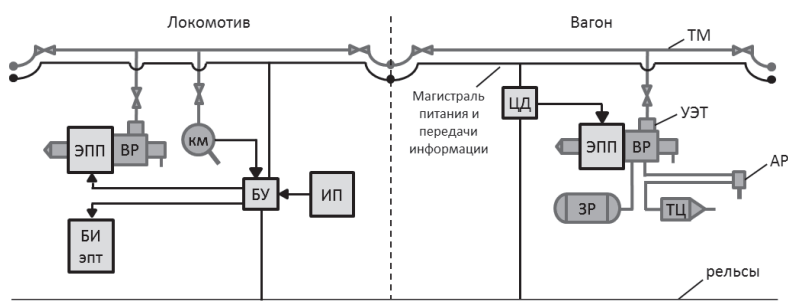 Локомотив
Вагон
ТМ
Магистраль
питания и
передачи
информации
ЦД
УЭТ
ЭПП
ВР
км
ЭПП
ВР
АР
БУ
ИП
ЗР
ТЦ
БИ
эпт
рельсы